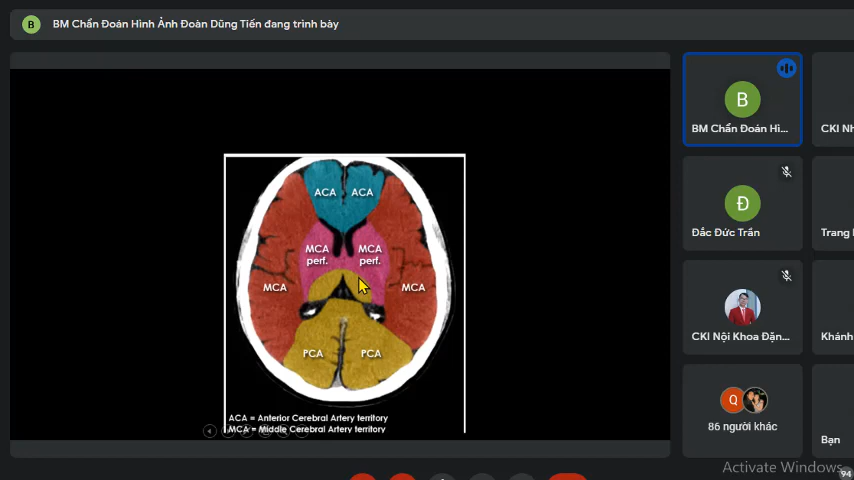 B
BM Chẩn Đoán Hình Ảnh Đoàn Dũng Tiến đang trình bày
ACA
ACA
MCA
perf.
MCA
perf.
MCA
MCA
PCA
PCA
ACA = Anterior Cerebral Artery territory
MCA = Middle Cerebral Artery territory
B
BM Chẩn Đoán Hì...
CKI Nh
Đ
Đắc Đức Trần
Trang
CKI Nội Khoa Đặn...
Khánh
Q
86 người khác
Bạn
Activate Windows
94